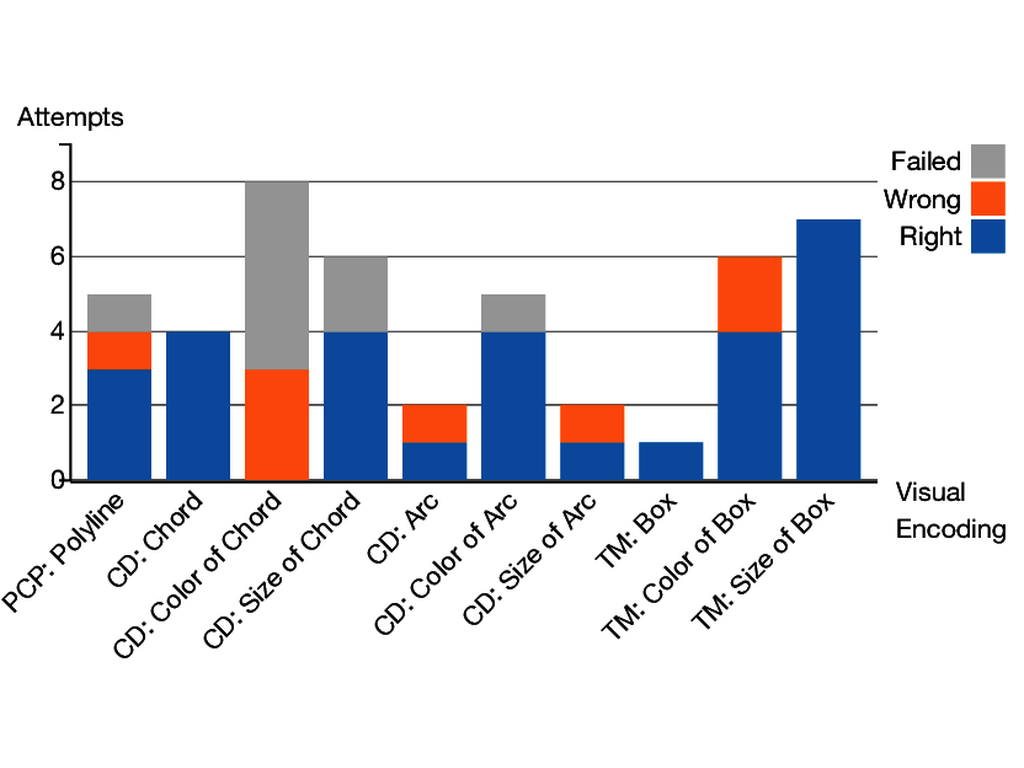 Attempts
Failed
Wrong
Right
8
6
4
2
0
PCP: Polyline
CD: Chord
CD: Color of Chord
CD: Size of Chord
CD: Arc
CD: Color of Arc
CD: Size of Arc
TM: Box
TM: Color of Box
TM: Size of Box
Visual
Encoding